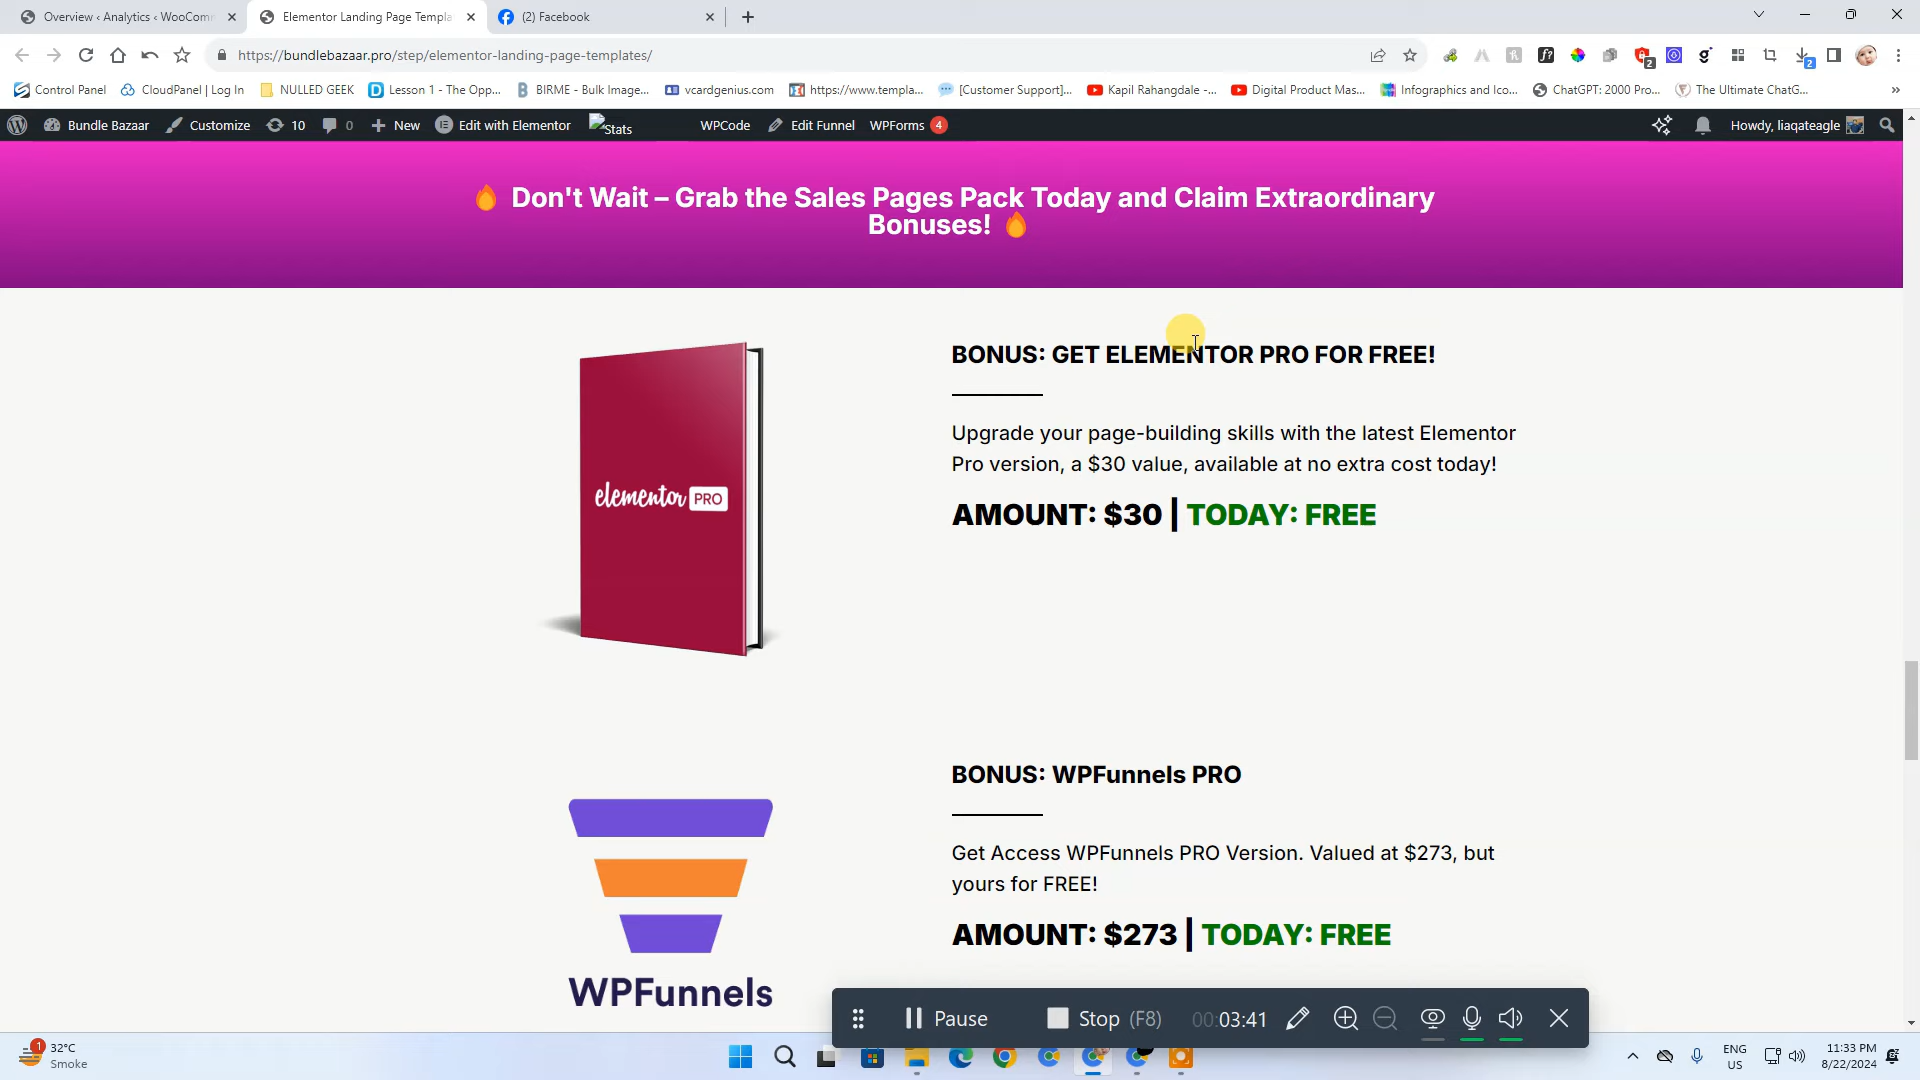 Overview ‹ Analytics ‹ WooCom
Elementor Landing Page Templa
(2) Facebook
https://bundlebazaar.pro/step/elementor-landing-page-templates/
Control Panel
CloudPanel | Log In
NULLED GEEK
Lesson 1 - The Opp...
BIRME - Bulk Image...
vcardgenius.com
https://www.templa...
[Customer Support]...
Kapil Rahangdale -...
Digital Product Mas...
Infographics and Ico...
ChatGPT: 2000 Pro...
The Ultimate ChatG...
»
Bundle Bazaar
Customize
10
0
New
Edit with Elementor
Stats
WPCode
Edit Funnel
WPForms 4
Howdy, liaqateagle
🔥 Don't Wait – Grab the Sales Pages Pack Today and Claim Extraordinary
Bonuses! 🔥
elementor PRO
BONUS: GET ELEMENTOR PRO FOR FREE!
Upgrade your page-building skills with the latest Elementor
Pro version, a $30 value, available at no extra cost today!
AMOUNT: $30 | TODAY: FREE
WPFunnels
BONUS: WPFunnels PRO
Get Access WPFunnels PRO Version. Valued at $273, but
yours for FREE!
AMOUNT: $273 | TODAY: FREE
Pause
Stop (F8)
00:03:41
1
32°C
Smoke
ENG
US
11:33 PM
8/22/2024